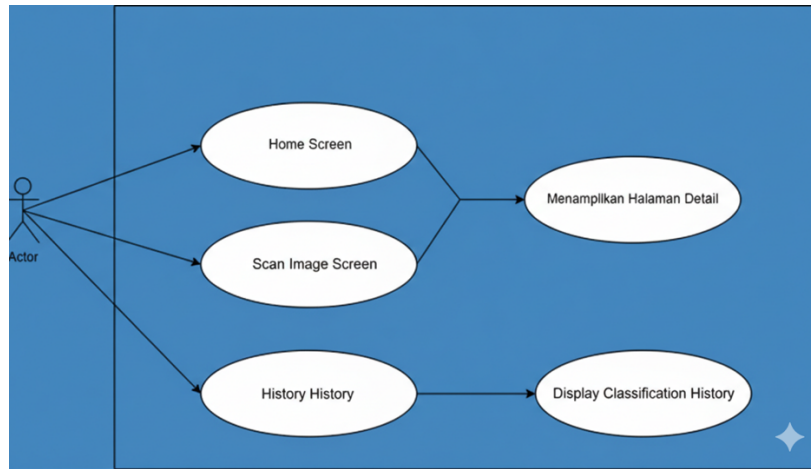 Home Screen
Menampilkan Halaman Detail
Actor
Scan Image Screen
History History
Display Classification History